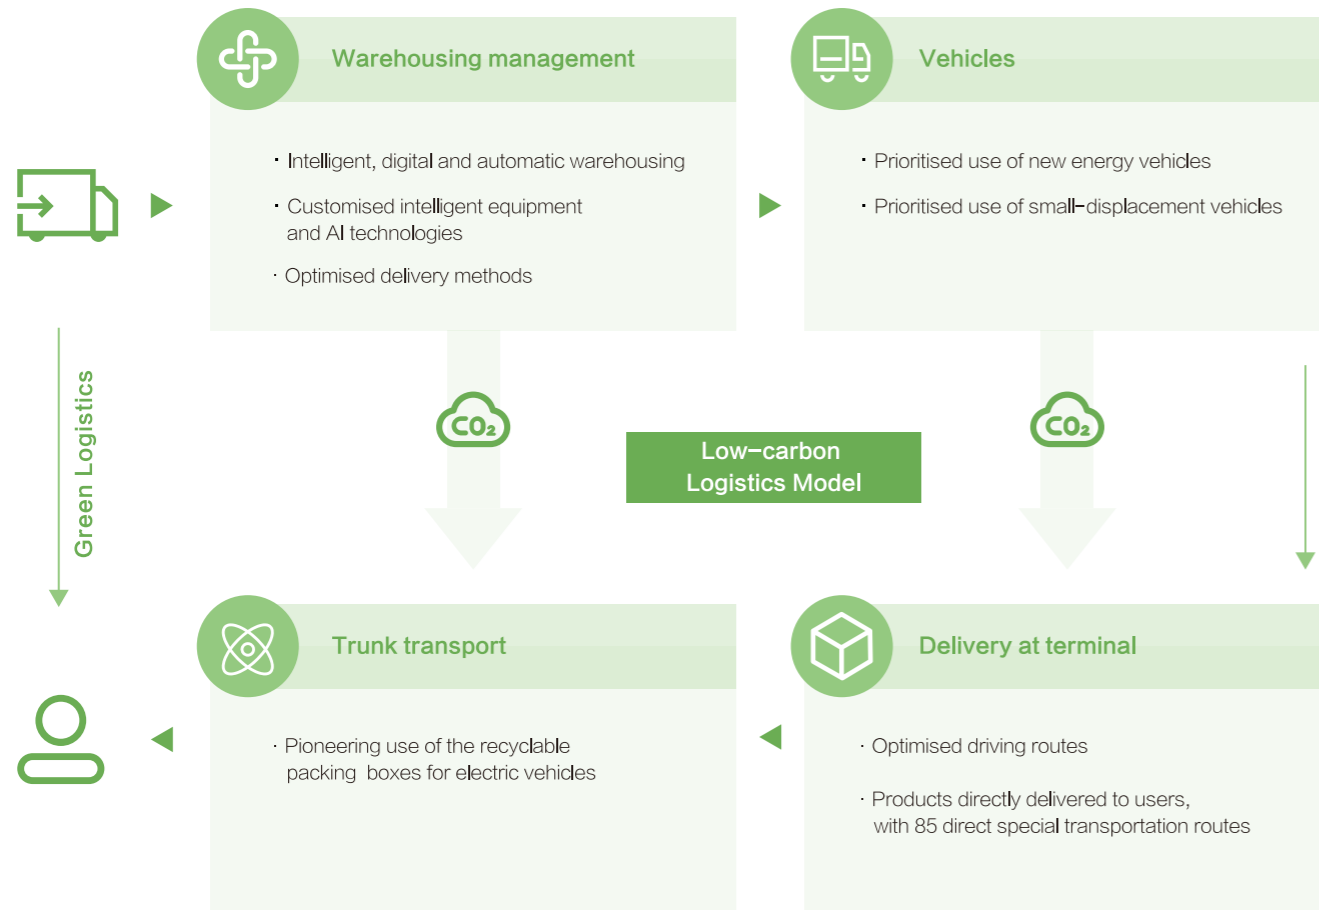 Warehousing management
· Intelligent, digital and automatic warehousing
· Customised intelligent equipment
and AI technologies
· Optimised delivery methods
Vehicles
· Prioritised use of new energy vehicles
· Prioritised use of small-displacement vehicles
Green Logistics
CO₂
Low-carbon
Logistics Model
CO₂
Trunk transport
· Pioneering use of the recyclable
packing boxes for electric vehicles
Delivery at terminal
· Optimised driving routes
· Products directly delivered to users,
with 85 direct special transportation routes